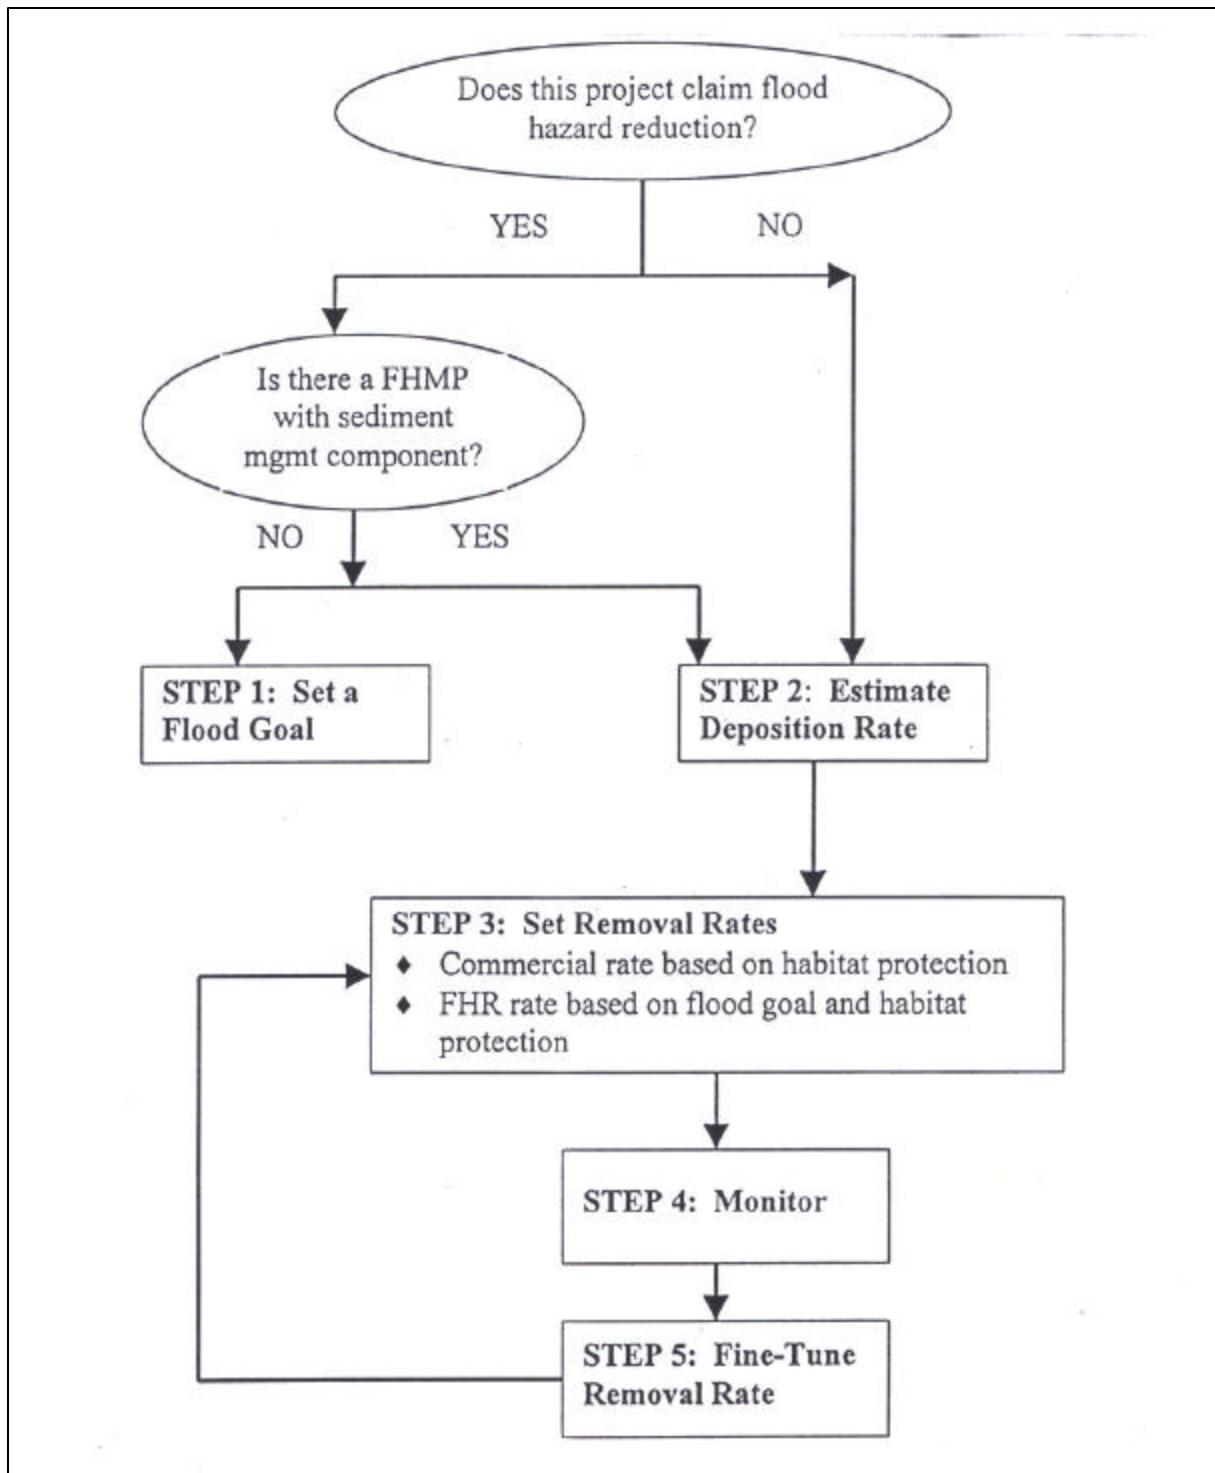 Does this project claim flood
hazard reduction?
YES
NO
Is there a FHMP
with sediment
mgmt component?
NO
YES
STEP 1: Set a
Flood Goal
STEP 2: Estimate
Deposition Rate
STEP 3: Set Removal Rates
♦ Commercial rate based on habitat protection
♦ FHR rate based on flood goal and habitat
protection
STEP 4: Monitor
STEP 5: Fine-Tune
Removal Rate